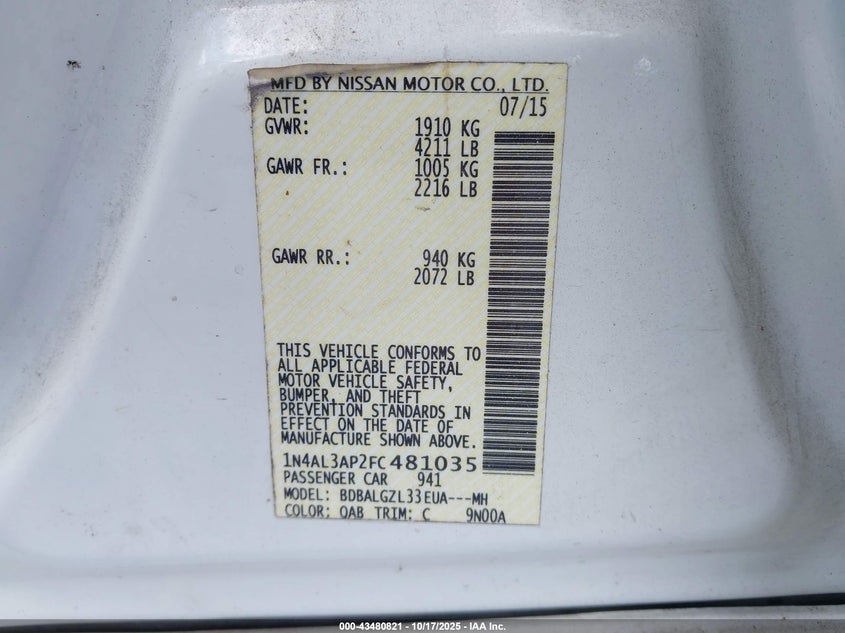 MFD BY NISSAN MOTOR CO., LTD.
DATE: 07/15
GVWR: 1910 KG
4211 LB
GAWR FR.: 1005 KG
2216 LB
GAWR RR.: 940 KG
2072 LB
THIS VEHICLE CONFORMS TO
ALL APPLICABLE FEDERAL
MOTOR VEHICLE SAFETY,
BUMPER, AND THEFT
PREVENTION STANDARDS IN
EFFECT ON THE DATE OF
MANUFACTURE SHOWN ABOVE.
1N4AL3AP2FC481035
PASSENGER CAR 941
MODEL: BDBALGZL33EUA---MH
COLOR: QAB TRIM: C 9N00A
000-43480821 - 10/17/2025 - IAA Inc.